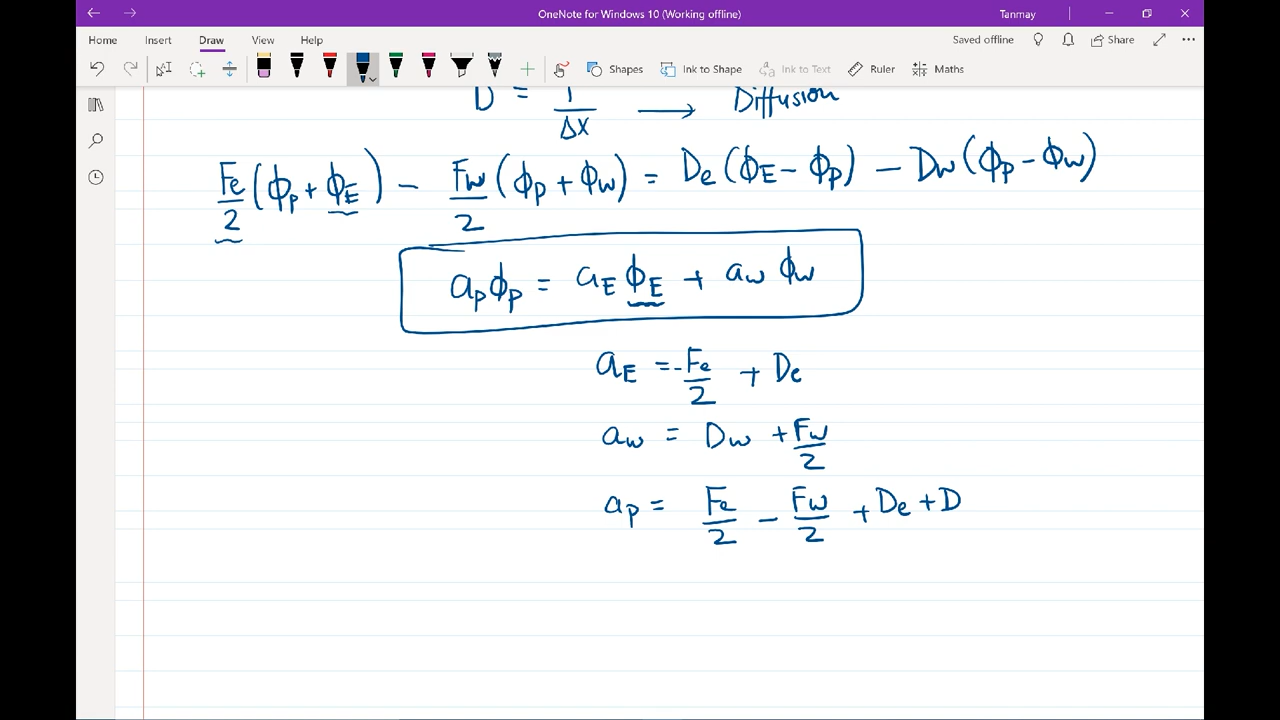 OneNote for Windows 10 (Working offline)
Tanmay
Home Insert Draw View Help
Saved offline
Share
Shapes
Ink to Shape
Ink to Text
Ruler
Maths
D = Γ/Δx → Diffusion
Fe/2 (ϕP + ϕE) - Fw/2 (ϕP + ϕw) = De (ϕE - ϕP) - Dw (ϕP - ϕw)
aP ϕP = aE ϕE + aw ϕw
aE = -Fe/2 + De
aw = Dw + Fw/2
aP = Fe/2 - Fw/2 + De + D